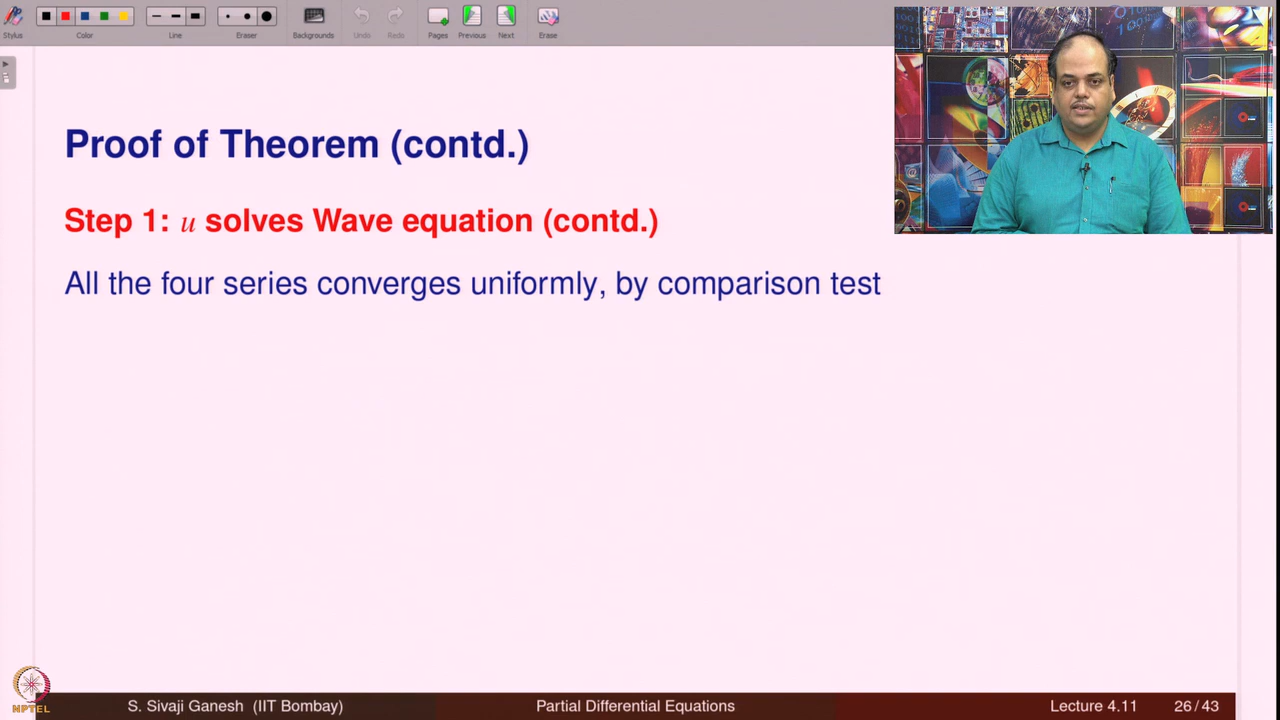 Stylus
Color
Line
Eraser
Backgrounds
Undo
Redo
Pages
Previous
Next
Erase
Proof of Theorem (contd.)
Step 1: u solves Wave equation (contd.)
All the four series converges uniformly, by comparison test
NPTEL
S. Sivaji Ganesh (IIT Bombay)
Partial Differential Equations
Lecture 4.11
26 / 43